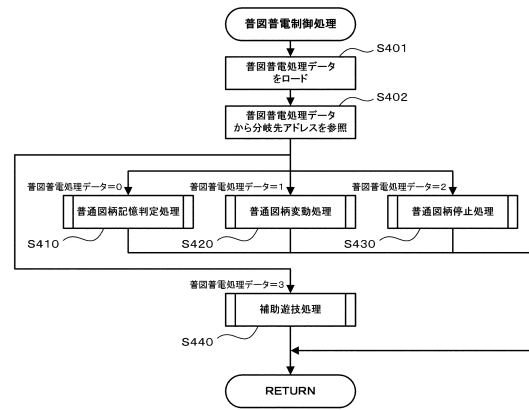 普図普電制御処理
S401
普図普電処理データ
をロード
S402
普図普電処理データ
から分岐先アドレスを参照
普図普電処理データ=0
普図普電処理データ=1
普図普電処理データ=2
普通図柄記憶判定処理
普通図柄変動処理
普通図柄停止処理
S410
S420
S430
普図普電処理データ=3
補助遊技処理
S440
RETURN